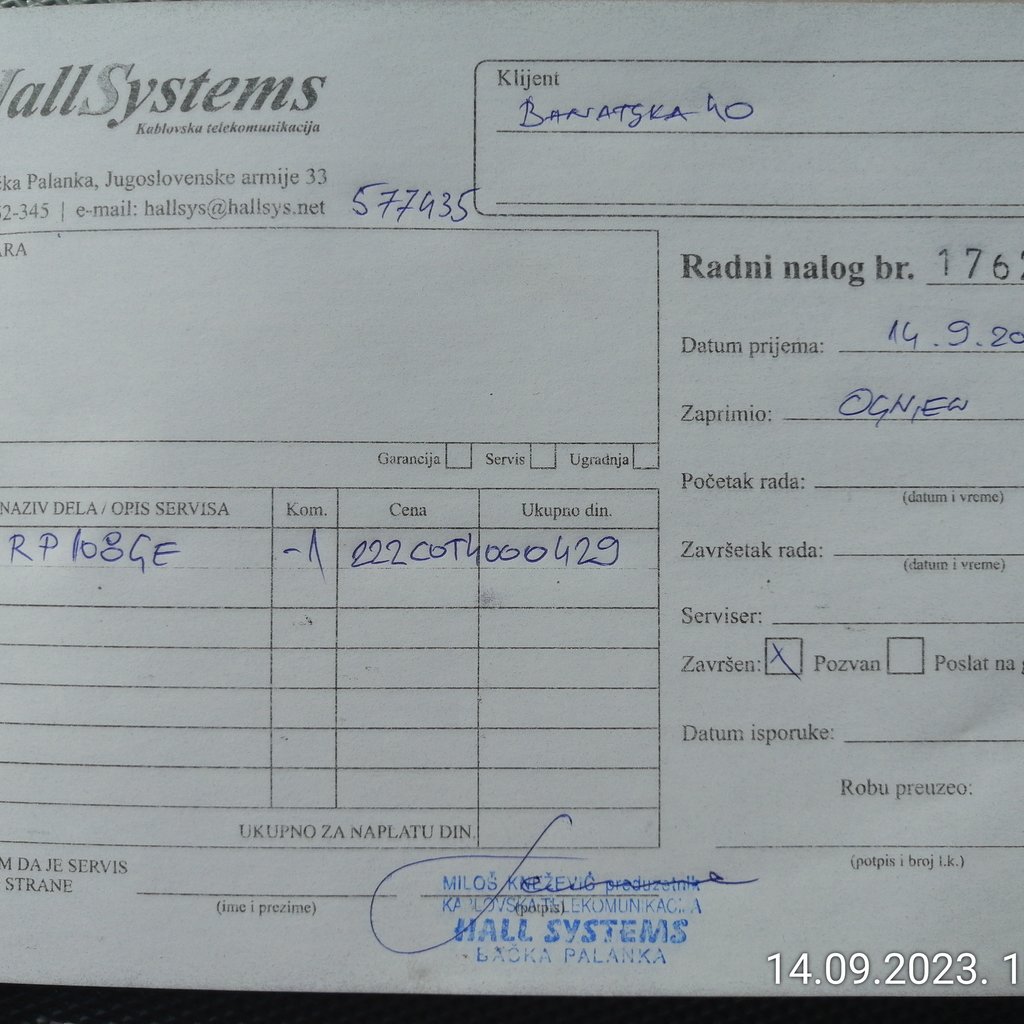 HallSystems
Kablovska telekomunikacija
čka Palanka, Jugoslovenske armije 33
52-345 | e-mail: hallsys@hallsys.net
577435
Klijent
BANATSKA 40
ARA
Garancija Servis Ugradnja
Radni nalog br. 1762
Datum prijema: 14.9.20
Zaprimio: OGNJEN
Početak rada:
(datum i vreme)
Završetak rada:
(datum i vreme)
Serviser:
Završen: X Pozvan Poslat na g
Datum isporuke:
Robu preuzeo:
(potpis i broj l.k.)
NAZIV DELA / OPIS SERVISA Kom. Cena Ukupno din.
RP108GE -1 222COT4000429
UKUPNO ZA NAPLATU DIN.
M DA JE SERVIS
STRANE
(ime i prezime)
(potpis)
MILOŠ KNEŽEVIĆ preduzetnik
KABLOVSKA TELEKOMUNIKACIJA
HALL SYSTEMS
BAČKA PALANKA
14.09.2023. 1